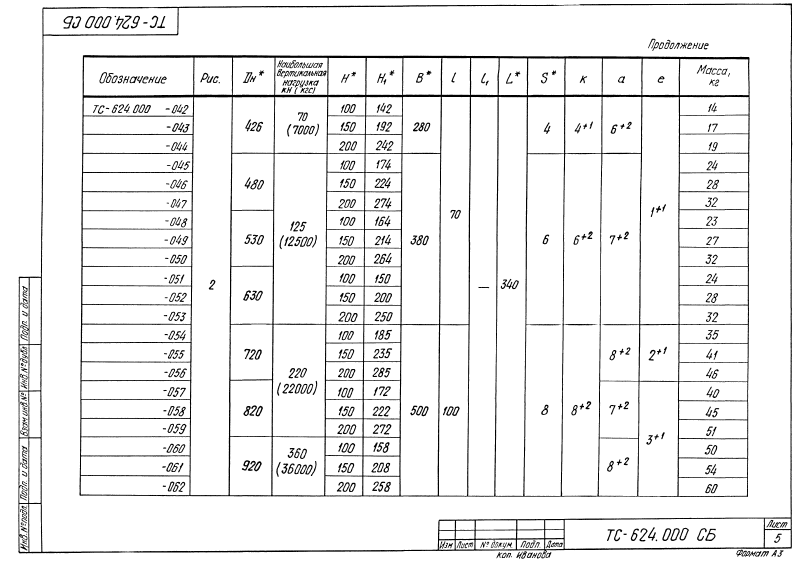 ТС-624.000 СБ
Продолжение
Обозначение Рис. Dн* Наибольшая вертикальная нагрузка кН (кгс) H* H₁* B* l l₁ L* S* к а е Масса, кг
ТС-624.000 -042 2 426 70 (7000) 100 142 280 70 — 340 4 4⁺¹ 6⁺² 1⁺¹ 14
-043 150 192 17
-044 200 242 19
-045 480 125 (12500) 100 174 380 6 6⁺² 7⁺² 24
-046 150 224 28
-047 200 274 32
-048 530 100 164 23
-049 150 214 27
-050 200 264 32
-051 630 100 150 24
-052 150 200 28
-053 200 250 32
-054 720 220 (22000) 100 185 500 100 8 8⁺² 8⁺² 2⁺¹ 35
-055 150 235 41
-056 200 285 46
-057 820 100 172 7⁺² 3⁺¹ 40
-058 150 222 45
-059 200 272 51
-060 920 360 (36000) 100 158 8⁺² 50
-061 150 208 54
-062 200 258 60
Инв.№подл. Подп. и дата Взам.инв.№ Инв.№дубл. Подп. и дата
Изм Лист №докум. Подп. Дата
ТС-624.000 СБ
Лист
5
Коп. Иванова
Формат А3